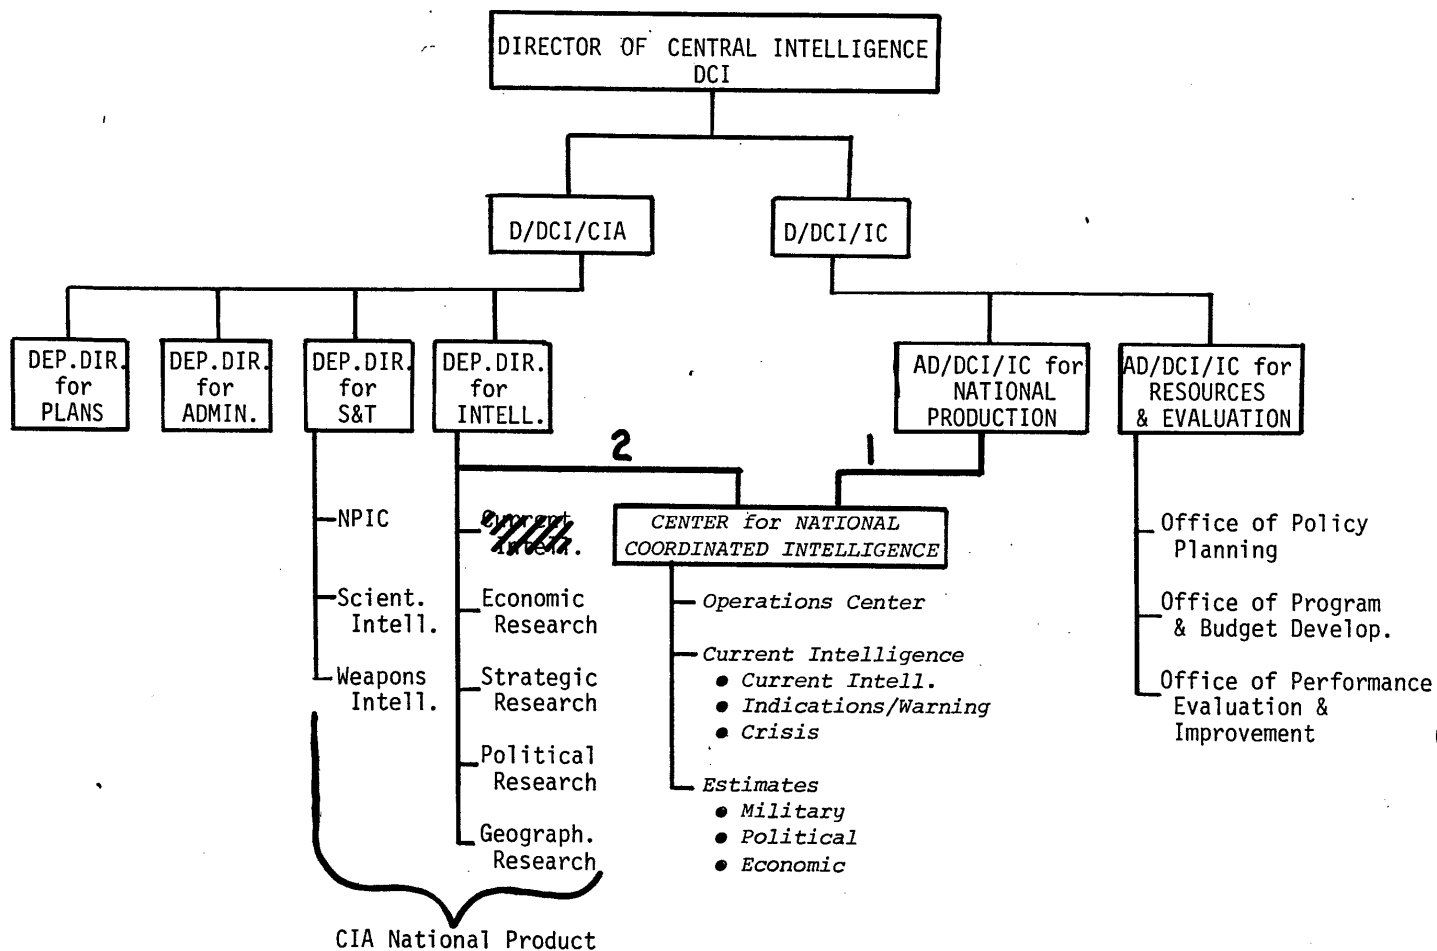 DIRECTOR OF CENTRAL INTELLIGENCE
DCI
D/DCI/CIA
D/DCI/IC
DEP.DIR.
for
PLANS
DEP.DIR.
for
ADMIN.
DEP.DIR.
for
S&T
DEP.DIR.
for
INTELL.
AD/DCI/IC for
NATIONAL
PRODUCTION
AD/DCI/IC for
RESOURCES
& EVALUATION
2
1
NPIC
Scient.
Intell.
Weapons
Intell.
Current
Intell.
Economic
Research
Strategic
Research
Political
Research
Geograph.
Research
CIA National Product
CENTER for NATIONAL
COORDINATED INTELLIGENCE
Operations Center
Current Intelligence
● Current Intell.
● Indications/Warning
● Crisis
Estimates
● Military
● Political
● Economic
Office of Policy
Planning
Office of Program
& Budget Develop.
Office of Performance
Evaluation &
Improvement